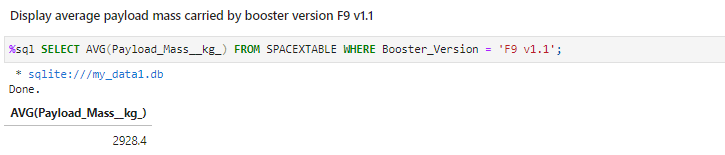 Display average payload mass carried by booster version F9 v1.1
%sql SELECT AVG(Payload_Mass__kg_) FROM SPACEXTABLE WHERE Booster_Version = 'F9 v1.1';
* sqlite:///my_data1.db
Done.
AVG(Payload_Mass__kg_)
2928.4